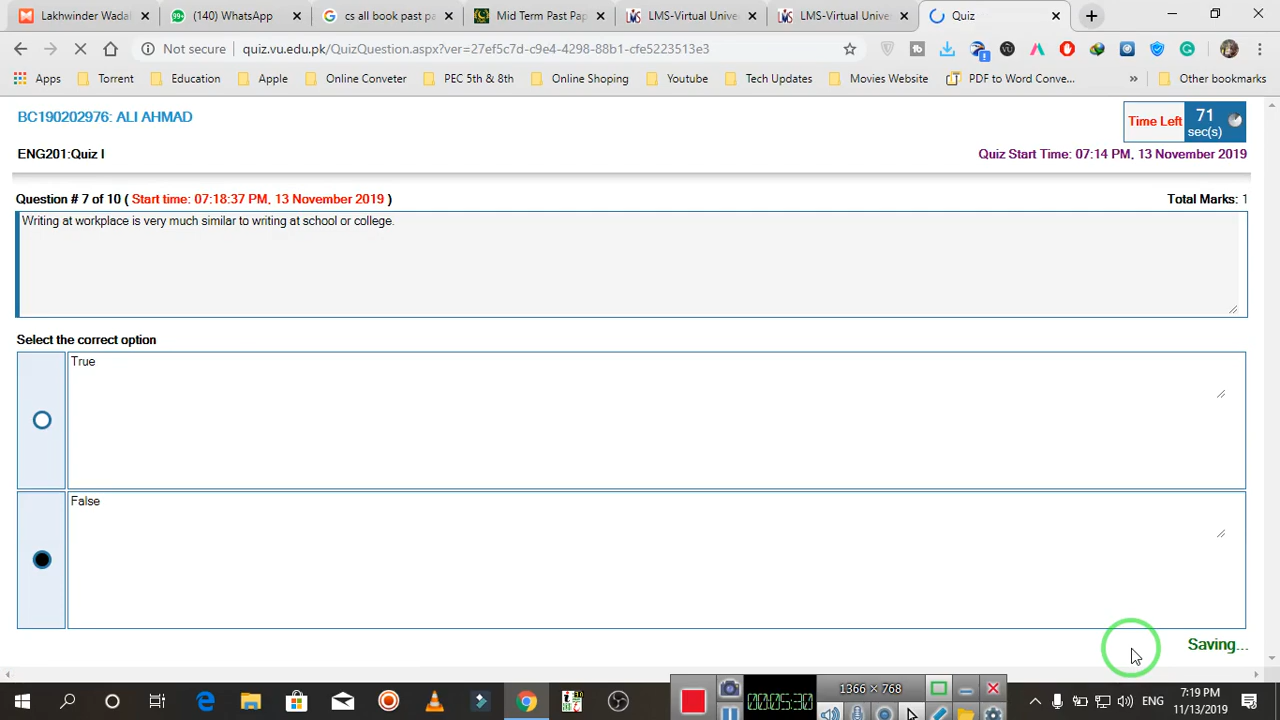 Lakhwinder Wadal
(140) WhatsApp
cs all book past pa
Mid Term Past Pap
LMS-Virtual Unive
LMS-Virtual Unive
Quiz
Not secure
quiz.vu.edu.pk/QuizQuestion.aspx?ver=27ef5c7d-c9e4-4298-88b1-cfe5223513e3
Apps
Torrent
Education
Apple
Online Conveter
PEC 5th & 8th
Online Shoping
Youtube
Tech Updates
Movies Website
PDF to Word Conve...
Other bookmarks
BC190202976: ALI AHMAD
Time Left
71
sec(s)
ENG201:Quiz I
Quiz Start Time: 07:14 PM, 13 November 2019
Question # 7 of 10 ( Start time: 07:18:37 PM, 13 November 2019 )
Total Marks: 1
Writing at workplace is very much similar to writing at school or college.
Select the correct option
True
False
Saving...
00:05:30
1366 × 768
ENG
7:19 PM
11/13/2019